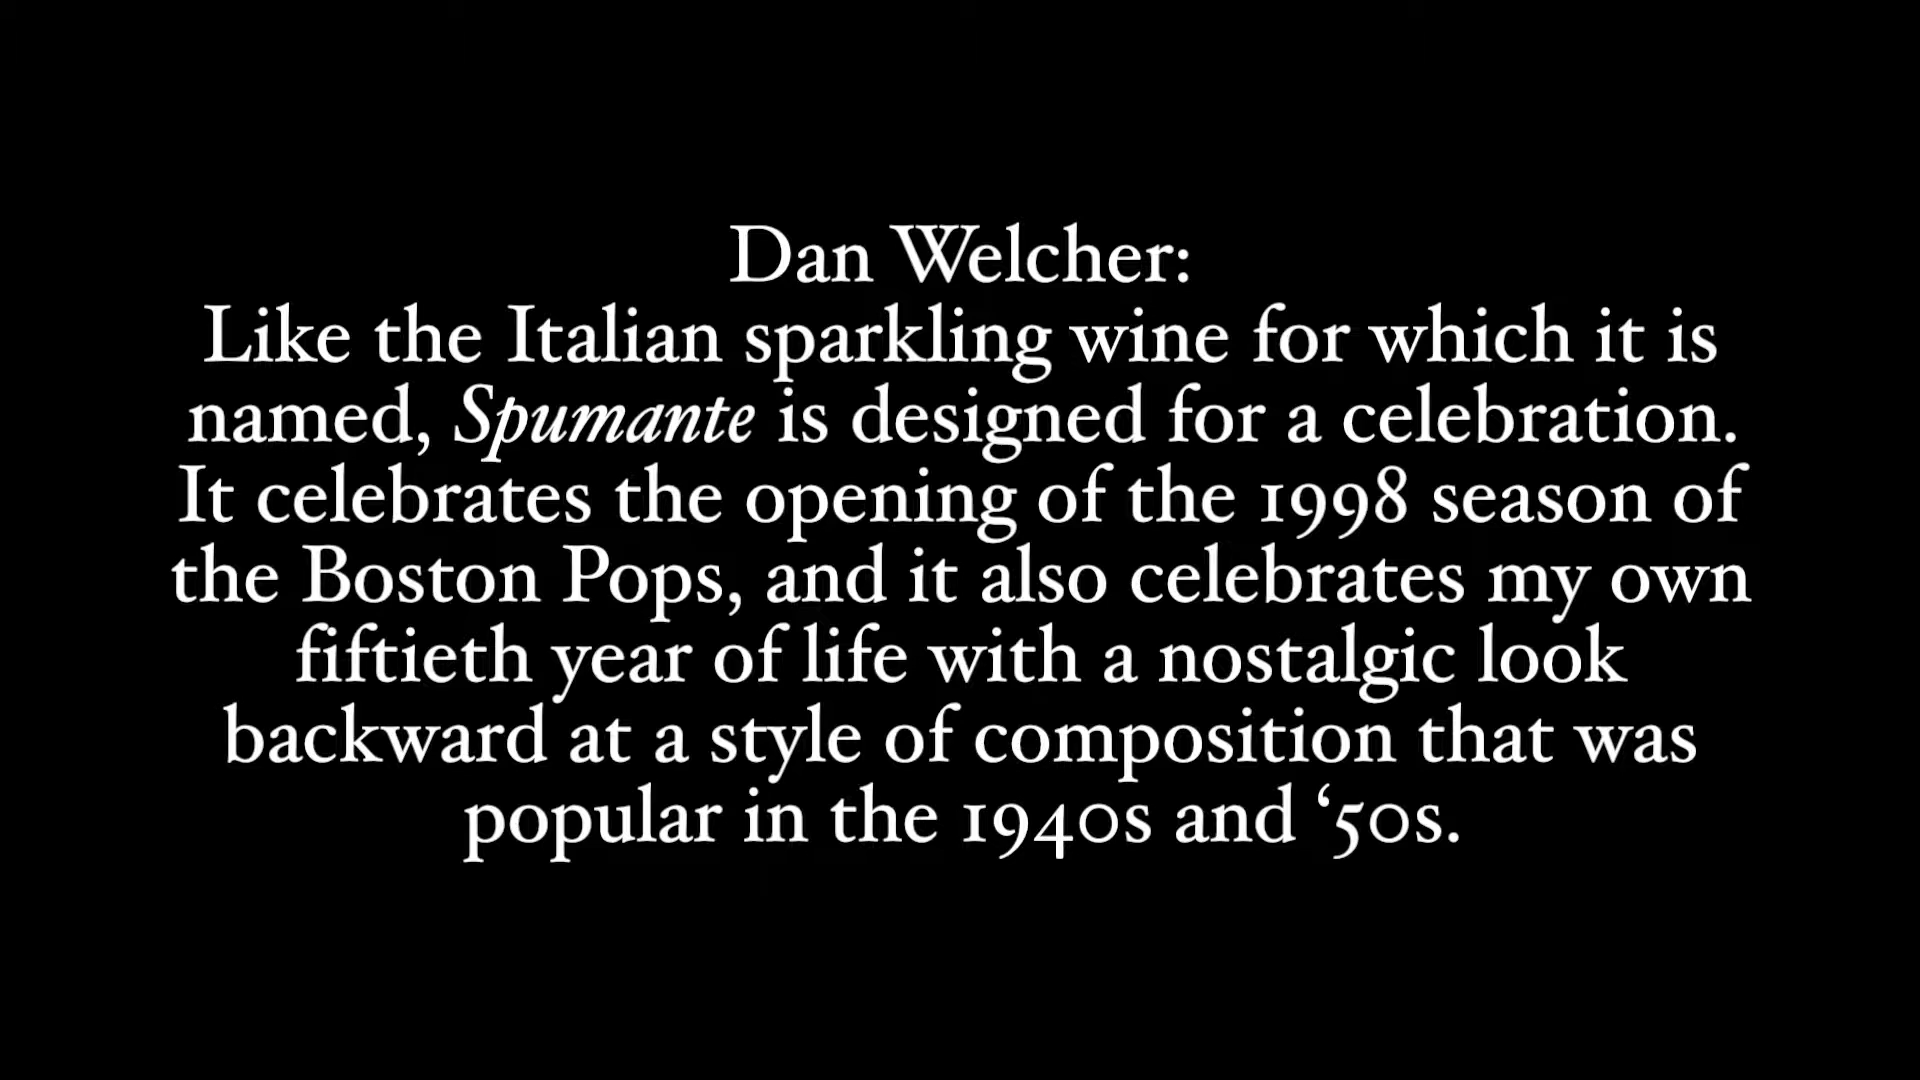 Dan Welcher:
Like the Italian sparkling wine for which it is
named, Spumante is designed for a celebration.
It celebrates the opening of the 1998 season of
the Boston Pops, and it also celebrates my own
fiftieth year of life with a nostalgic look
backward at a style of composition that was
popular in the 1940s and ‘50s.